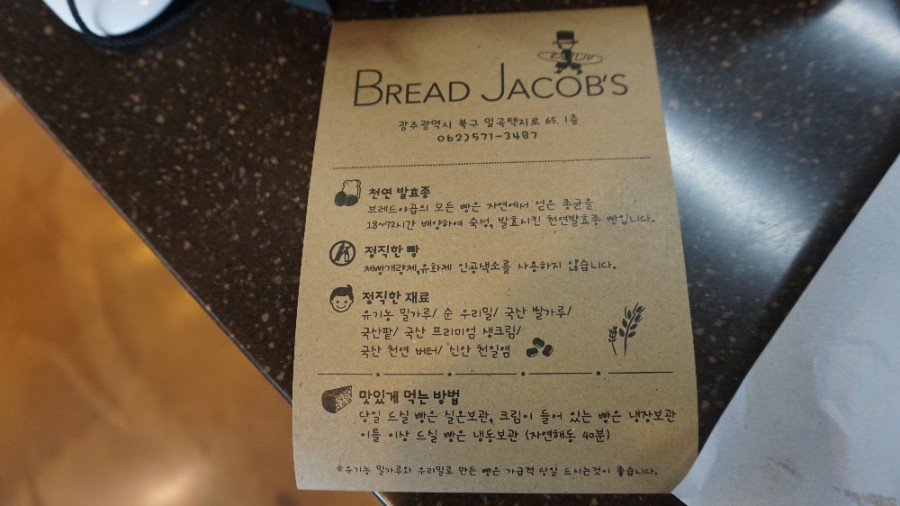 BREAD JACOB'S
광주광역시 북구 일곡택지로 65. 1층
062)571-3487
천연 발효종
브레드야곱의 모든 빵은 자연에서 얻은 종균을
18~72시간 배양하여 숙성, 발효시킨 천연발효종 빵입니다.
정직한 빵
제빵개량제,유화제 인공색소를 사용하지 않습니다.
정직한 재료
유기농 밀가루/ 순 우리밀/ 국산 쌀가루/
국산팥/ 국산 프리미엄 생크림/
국산 천연 버터/ 신안 천일염
맛있게 먹는 방법
당일 드실 빵은 실온보관, 크림이 들어 있는 빵은 냉장보관
이틀 이상 드실 빵은 냉동보관 (자연해동 40분)
※유기농 밀가루와 우리밀로 만든 빵은 가급적 당일 드시는것이 좋습니다.